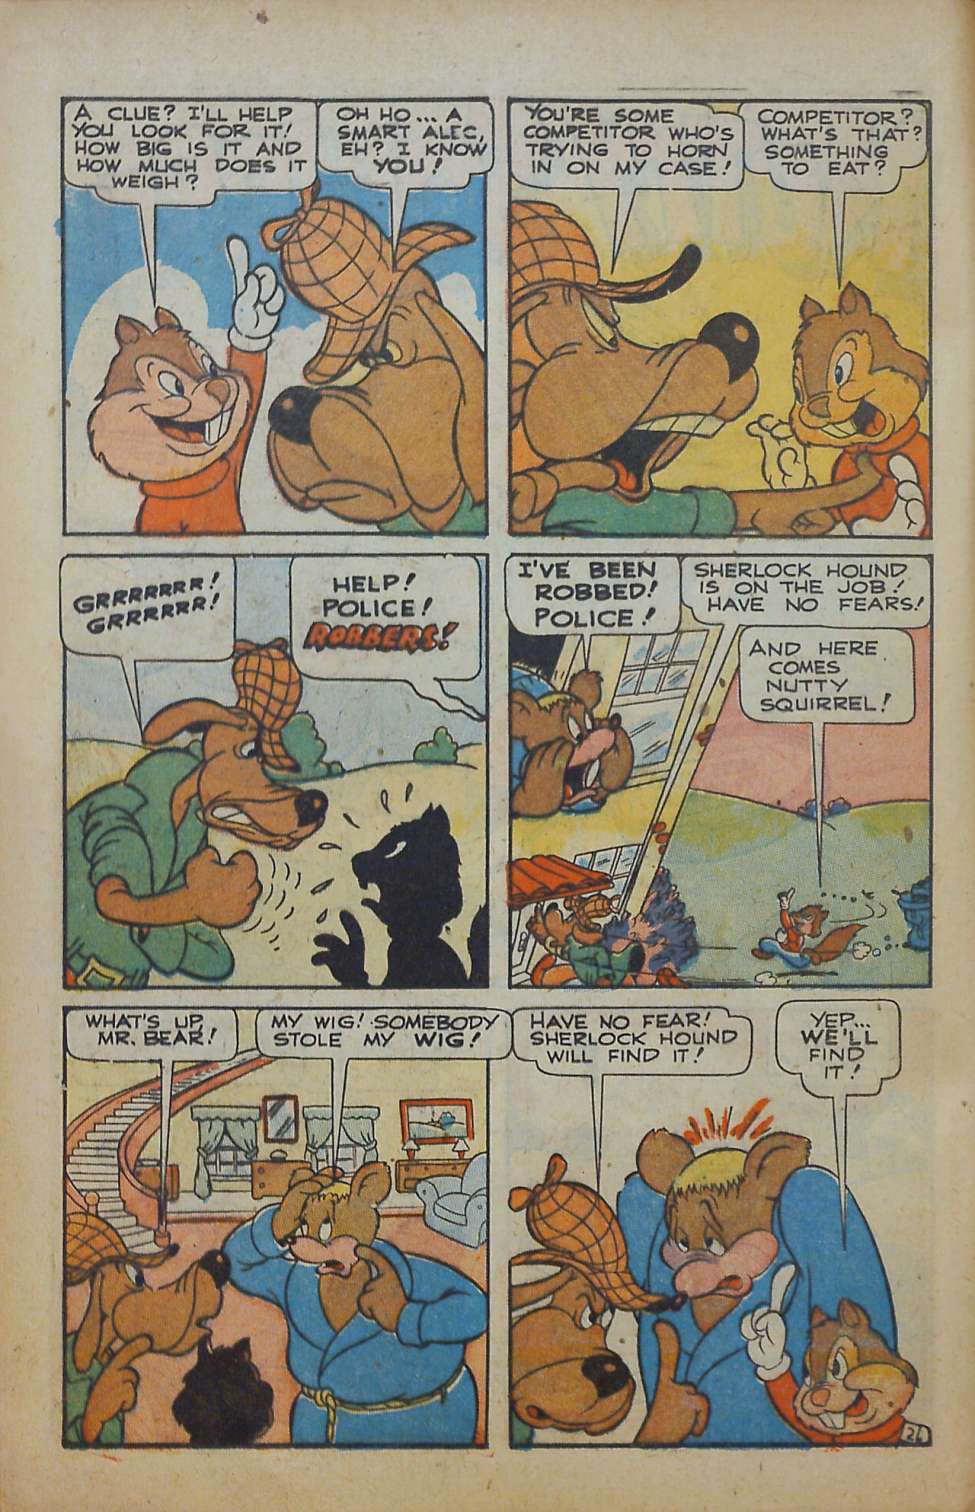 A CLUE? I'LL HELP
YOU LOOK FOR IT!
HOW BIG IS IT AND
HOW MUCH DOES IT
WEIGH?
OH HO... A
SMART ALEC,
EH? I KNOW
YOU!
YOU'RE SOME
COMPETITOR WHO'S
TRYING TO HORN
IN ON MY CASE!
COMPETITOR?
WHAT'S THAT?
SOMETHING
TO EAT?
GRRRRRRR!
GRRRRRR!
HELP!
POLICE!
ROBBERS!
I'VE BEEN
ROBBED!
POLICE!
SHERLOCK HOUND
IS ON THE JOB!
HAVE NO FEARS!
AND HERE
COMES
NUTTY
SQUIRREL!
WHAT'S UP,
MR. BEAR!
MY WIG! SOMEBODY
STOLE MY WIG!
HAVE NO FEAR!
SHERLOCK HOUND
WILL FIND IT!
YEP...
WE'LL
FIND
IT!
26